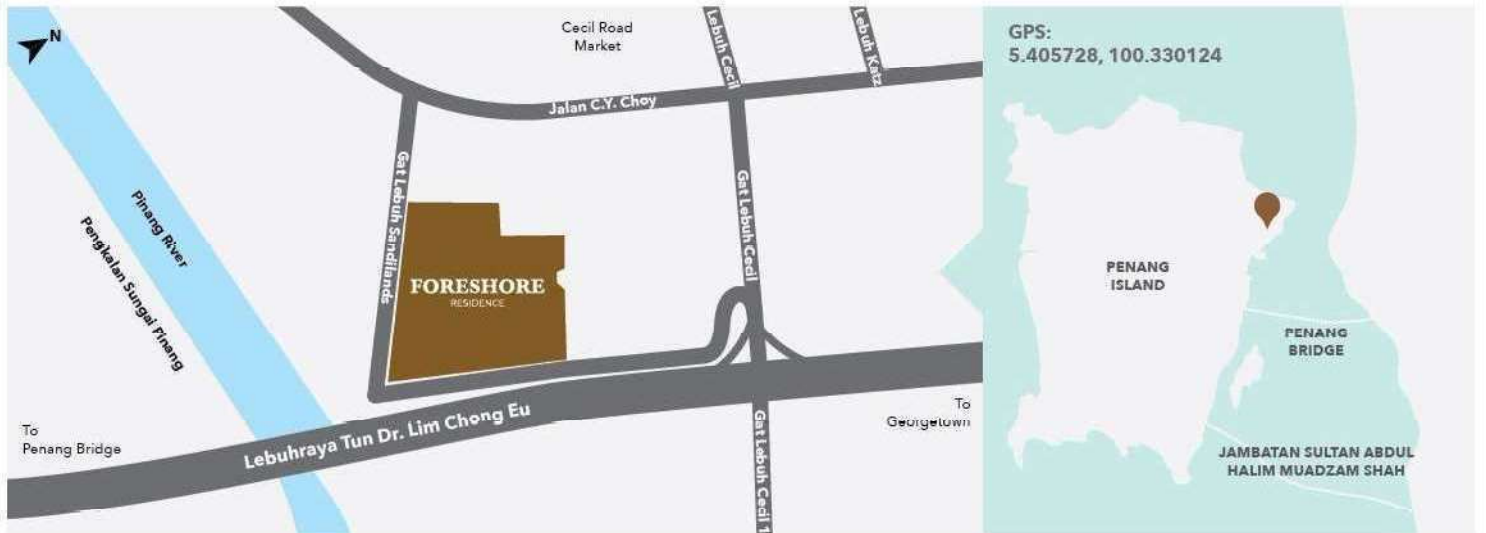 N
Cecil Road
Market
Lebuh Cecil
Lebuh Katz
Jalan C.Y. Choy
Gat Lebuh Sandilands
Gat Lebuh Cecil
Pinang River
Pengkalan Sungai Pinang
FORESHORE
RESIDENCE
To
Penang Bridge
Lebuhraya Tun Dr. Lim Chong Eu
To
Georgetown
Gat Lebuh Cecil 1
GPS:
5.405728, 100.330124
PENANG
ISLAND
PENANG
BRIDGE
JAMBATAN SULTAN ABDUL
HALIM MUADZAM SHAH